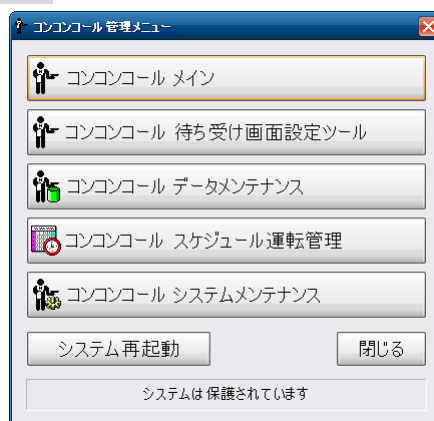 コンコンコール 管理メニュー
コンコンコール メイン
コンコンコール 待ち受け画面設定ツール
コンコンコール データメンテナンス
コンコンコール スケジュール運転管理
コンコンコール システムメンテナンス
システム再起動 閉じる
システムは保護されています